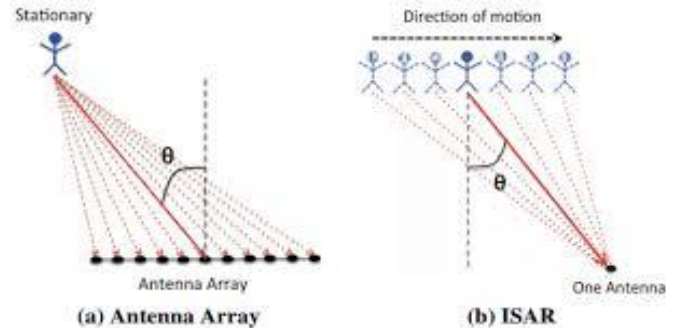 Stationary
θ
Antenna Array
(a) Antenna Array
Direction of motion
θ
One Antenna
(b) ISAR